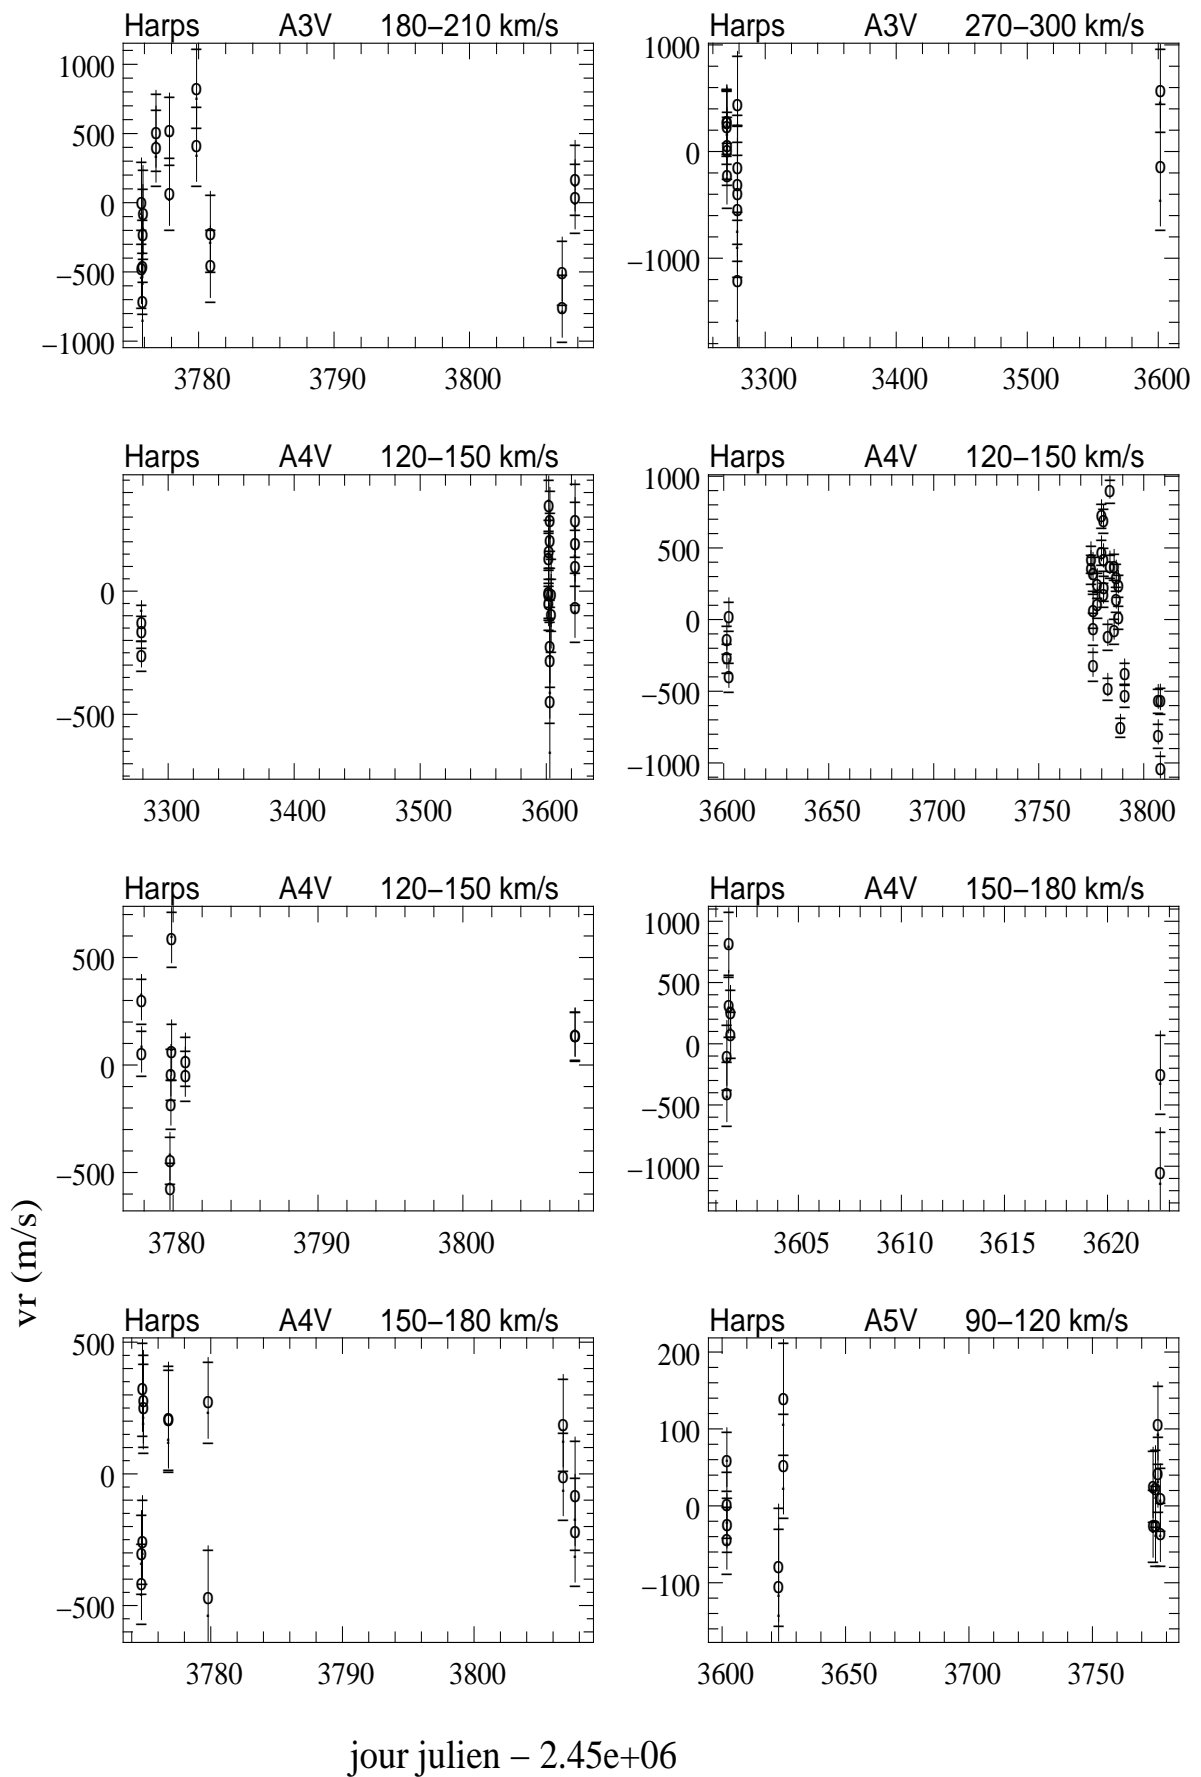 Harps A3V 180−210 km/s
Harps A3V 270−300 km/s
1000
500
0
−500
−1000
3780 3790 3800
1000
0
−1000
3300 3400 3500 3600
Harps A4V 120−150 km/s
Harps A4V 120−150 km/s
0
−500
3300 3400 3500 3600
1000
500
0
−500
−1000
3600 3650 3700 3750 3800
Harps A4V 120−150 km/s
Harps A4V 150−180 km/s
500
0
−500
3780 3790 3800
1000
500
0
−500
−1000
3605 3610 3615 3620
Harps A4V 150−180 km/s
Harps A5V 90−120 km/s
500
0
−500
3780 3790 3800
200
100
0
−100
3600 3650 3700 3750
vr (m/s)
jour julien − 2.45e+06